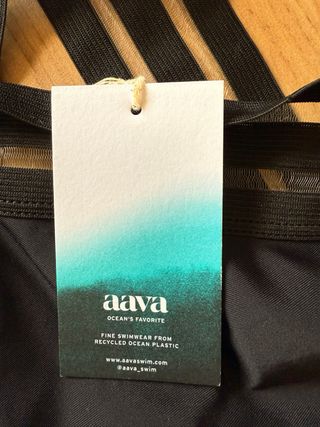 aava
OCEAN'S FAVORITE
FINE SWIMWEAR FROM
RECYCLED OCEAN PLASTIC
www.aavaswim.com
@aava_swim